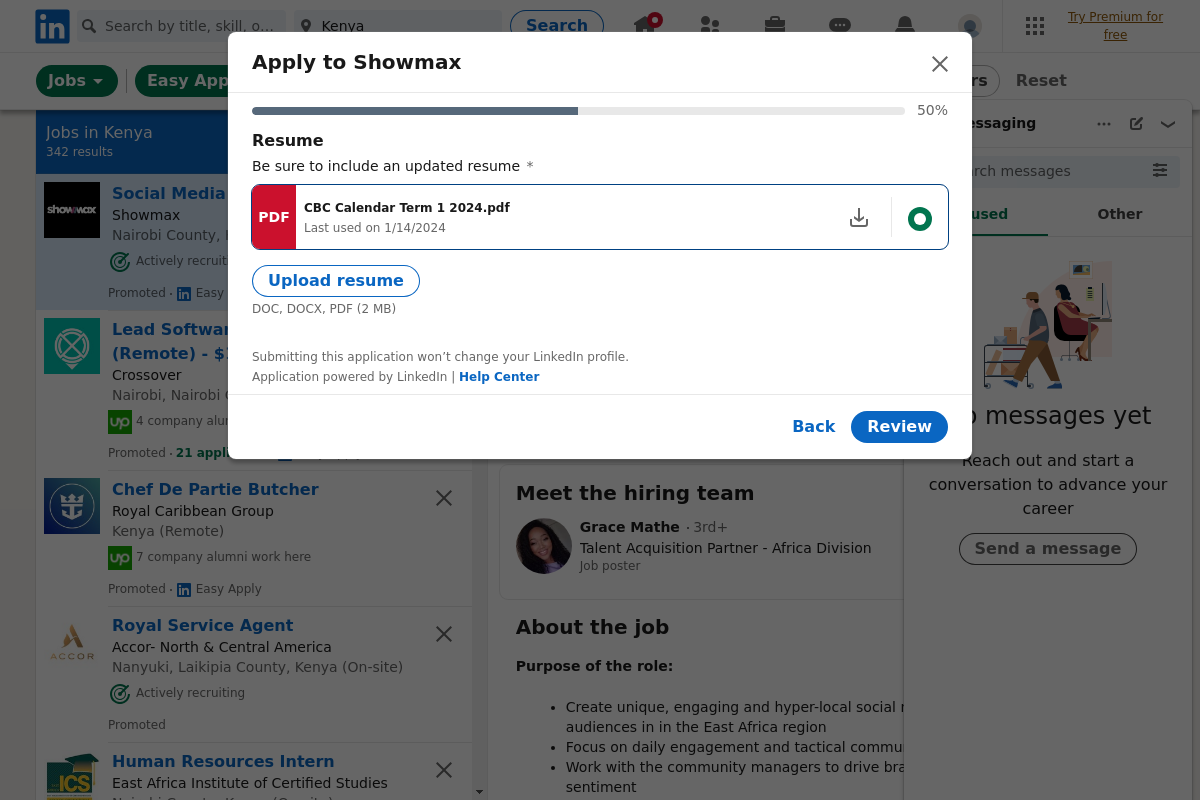 Search by title, skill, o...
Kenya
Search
Try Premium for
free
Jobs
Easy App
rs
Reset
Apply to Showmax
50%
Resume
Be sure to include an updated resume *
PDF
CBC Calendar Term 1 2024.pdf
Last used on 1/14/2024
Upload resume
DOC, DOCX, PDF (2 MB)
Submitting this application won’t change your LinkedIn profile.
Application powered by LinkedIn | Help Center
Back
Review
Jobs in Kenya
342 results
showmax
Social Media
Showmax
Nairobi County,
Actively recruit
Promoted · in Easy
Lead Softwar
(Remote) - $
Crossover
Nairobi, Nairobi
up 4 company alum
Promoted · 21 appl
Chef De Partie Butcher
Royal Caribbean Group
Kenya (Remote)
up 7 company alumni work here
Promoted · in Easy Apply
ACCOR
Royal Service Agent
Accor- North & Central America
Nanyuki, Laikipia County, Kenya (On-site)
Actively recruiting
Promoted
ICS
Human Resources Intern
East Africa Institute of Certified Studies
Meet the hiring team
Grace Mathe · 3rd+
Talent Acquisition Partner - Africa Division
Job poster
About the job
Purpose of the role:
• Create unique, engaging and hyper-local social
audiences in in the East Africa region
• Focus on daily engagement and tactical commu
• Work with the community managers to drive bra
sentiment
essaging
rch messages
used
Other
messages yet
Reach out and start a
conversation to advance your
career
Send a message